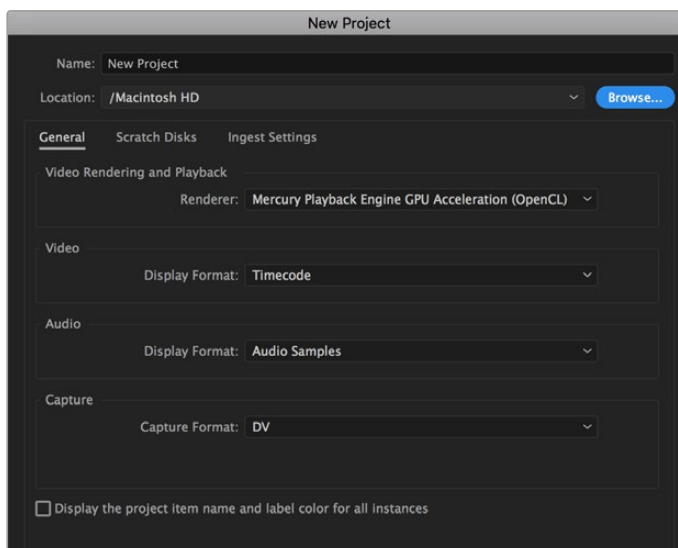 New Project
Name: New Project
Location: /Macintosh HD Browse...
General Scratch Disks Ingest Settings
Video Rendering and Playback
Renderer: Mercury Playback Engine GPU Acceleration (OpenCL)
Video
Display Format: Timecode
Audio
Display Format: Audio Samples
Capture
Capture Format: DV
Display the project item name and label color for all instances